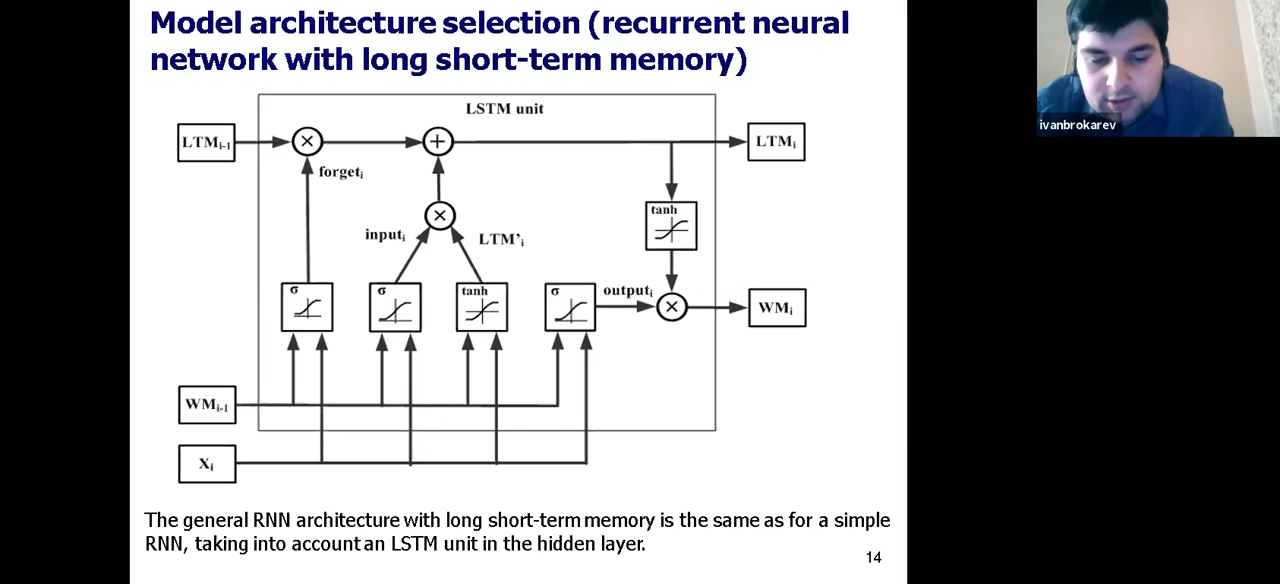 Model architecture selection (recurrent neural
network with long short-term memory)
LSTM unit
LTMi-1
×
+
LTMi
forgeti
tanh
×
inputi
LTM'i
σ
σ
tanh
σ
outputi
×
WMi
WMi-1
Xi
The general RNN architecture with long short-term memory is the same as for a simple
RNN, taking into account an LSTM unit in the hidden layer.
14
ivanbrokarev